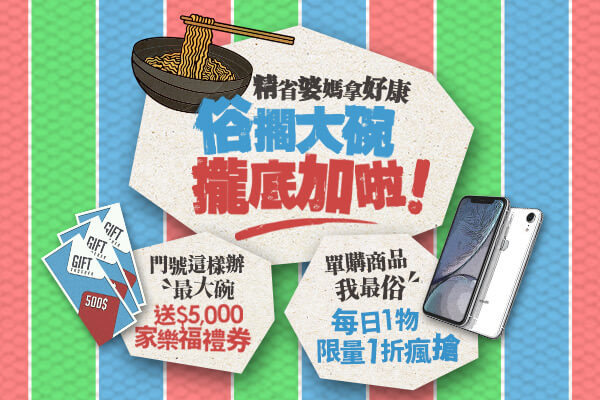 精省婆媽拿好康
俗擱大碗
攏底加啦!
門號這樣辦
最大碗
送$5,000
家樂福禮券
單購商品
我最俗
每日1物
限量1折瘋搶
GIFT
VOUCHER
GIFT
VOUCHER
500$